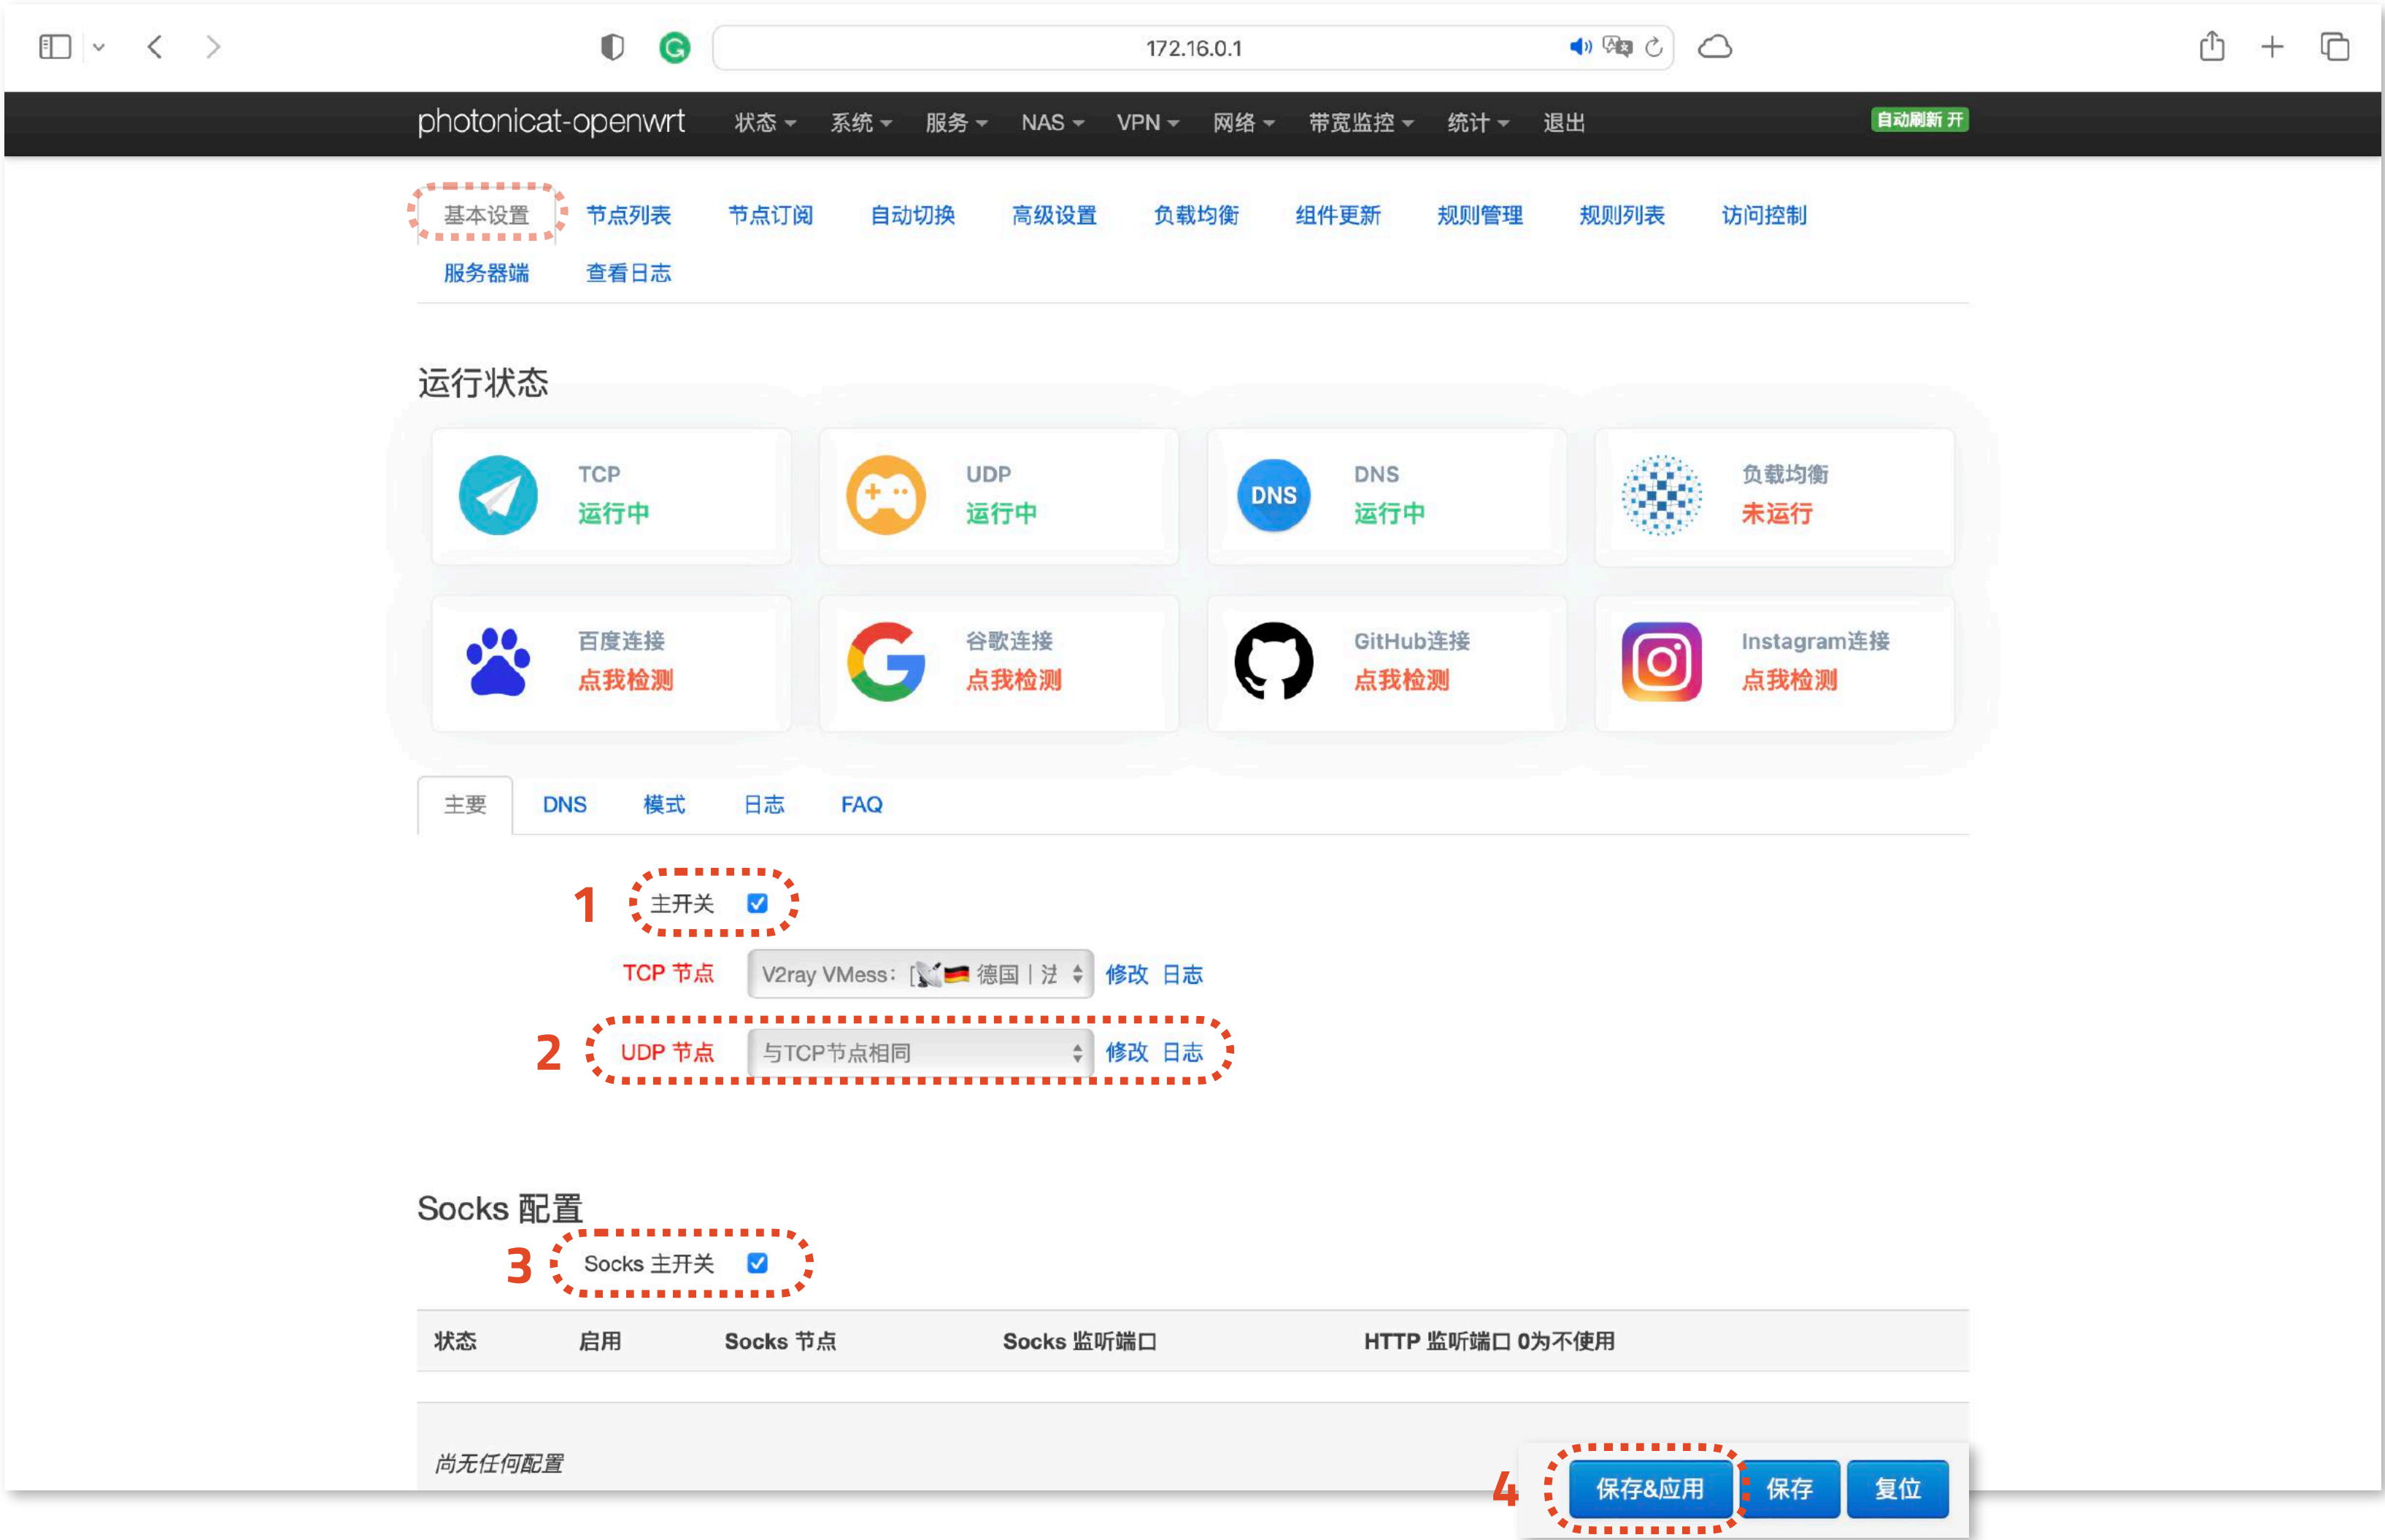 172.16.0.1
photonicat-openwrt 状态 系统 服务 NAS VPN 网络 带宽监控 统计 退出 自动刷新 开
基本设置 节点列表 节点订阅 自动切换 高级设置 负载均衡 组件更新 规则管理 规则列表 访问控制
服务器端 查看日志
运行状态
TCP
运行中
UDP
运行中
DNS
DNS
运行中
负载均衡
未运行
百度连接
点我检测
谷歌连接
点我检测
GitHub连接
点我检测
Instagram连接
点我检测
主要 DNS 模式 日志 FAQ
1 主开关
TCP 节点 V2ray VMess：[📡🇩🇪 德国｜法 修改 日志
2 UDP 节点 与TCP节点相同 修改 日志
Socks 配置
3 Socks 主开关
状态 启用 Socks 节点 Socks 监听端口 HTTP 监听端口 0为不使用
尚无任何配置
4 保存&应用 保存 复位